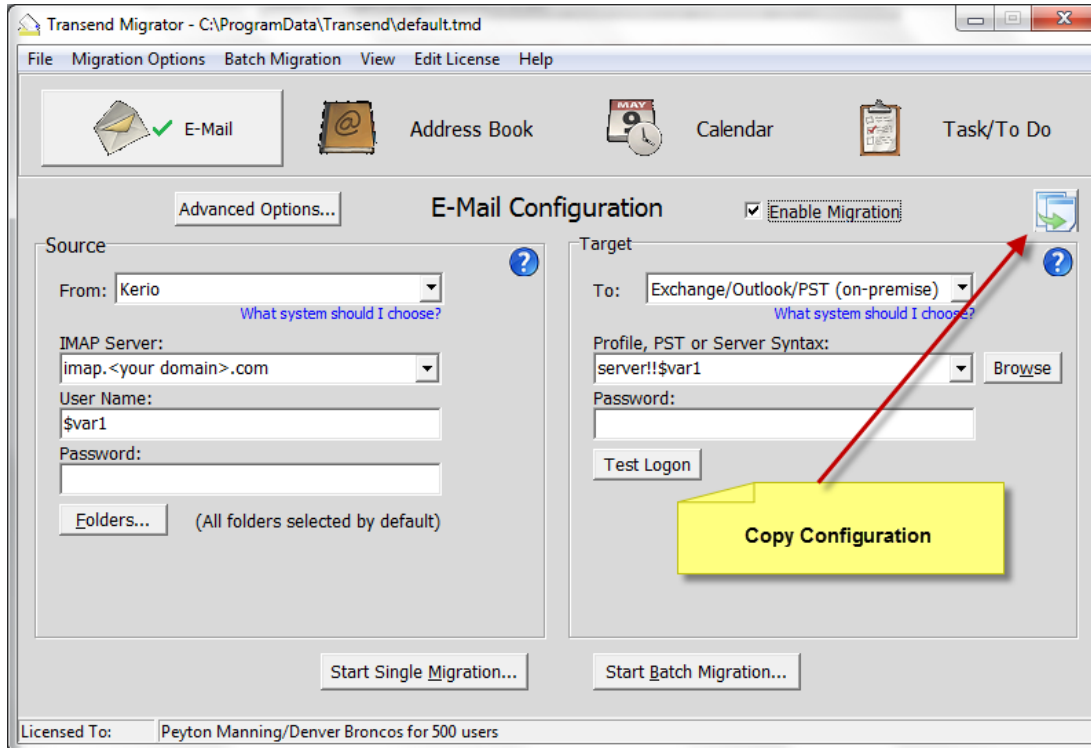 Transend Migrator - C:\ProgramData\Transend\default.tmd
File Migration Options Batch Migration View Edit License Help
E-Mail
Address Book
MAY
9
Calendar
Task/To Do
Advanced Options...
E-Mail Configuration
Enable Migration
Source
From: Kerio
What system should I choose?
IMAP Server:
imap.<your domain>.com
User Name:
$var1
Password:
Folders...
(All folders selected by default)
Target
To: Exchange/Outlook/PST (on-premise)
What system should I choose?
Profile, PST or Server Syntax:
server!!$var1
Browse
Password:
Test Logon
Copy Configuration
Start Single Migration...
Start Batch Migration...
Licensed To: Peyton Manning/Denver Broncos for 500 users